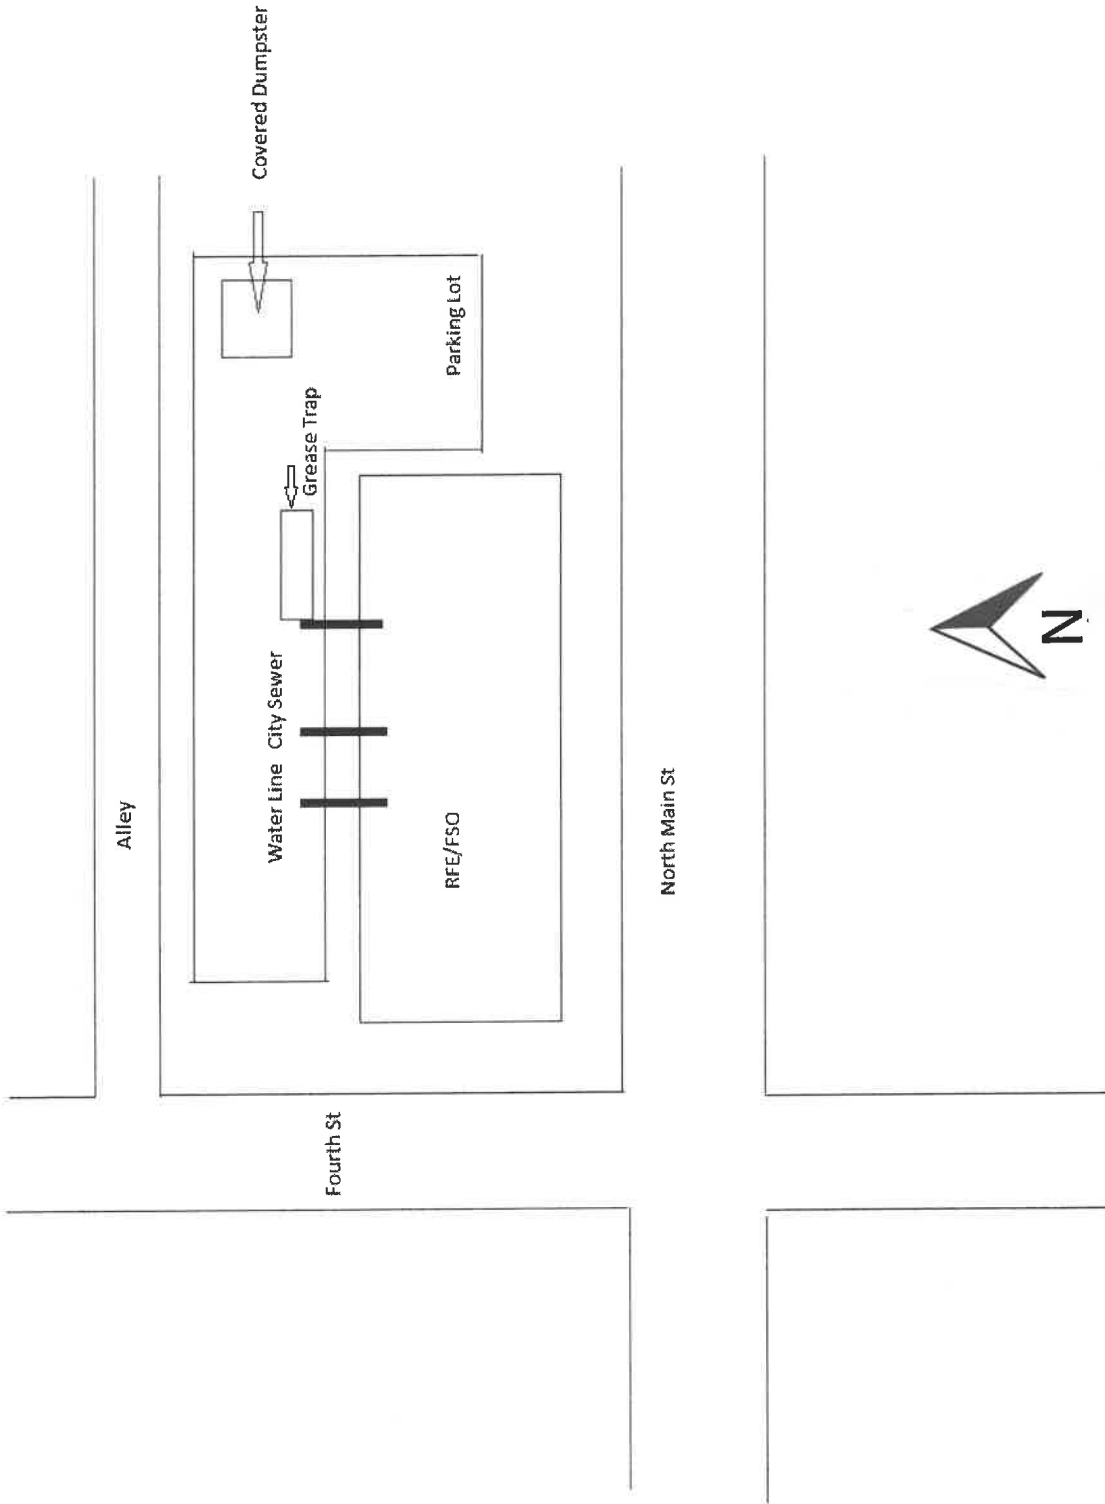 Covered Dumpster
Parking Lot
Grease Trap
City Sewer
Water Line
Alley
RFE/FSO
North Main St
Fourth St
N